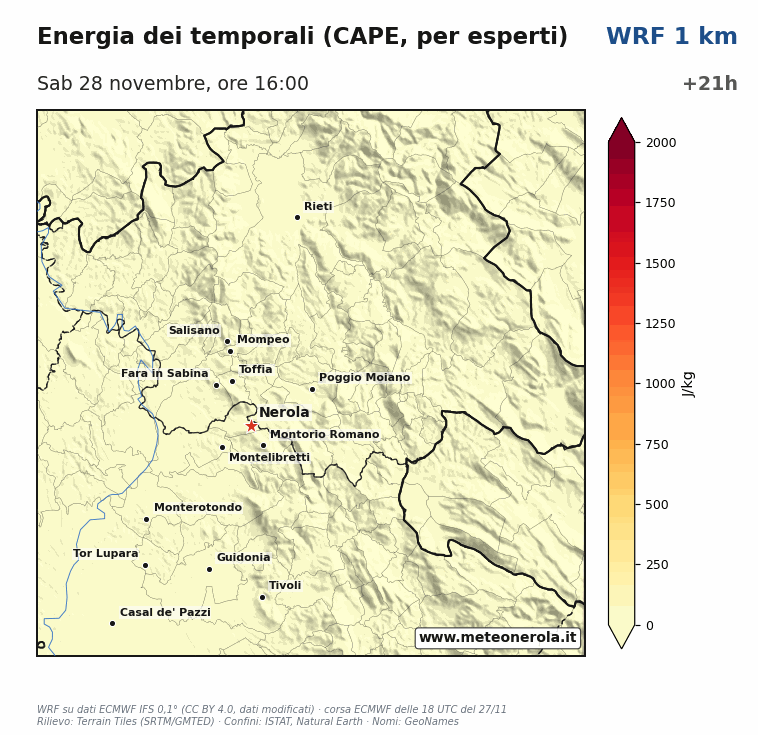 Energia dei temporali (CAPE, per esperti) WRF 1 km
Sab 28 novembre, ore 16:00 +21h
Rieti
Salisano
Mompeo
Toffia
Fara in Sabina
Poggio Moiano
Nerola
Montorio Romano
Montelibretti
Monterotondo
Tor Lupara
Guidonia
Tivoli
Casal de' Pazzi
www.meteonerola.it
2000
1750
1500
1250
1000
750
500
250
0
J/kg
WRF su dati ECMWF IFS 0,1° (CC BY 4.0, dati modificati) · corsa ECMWF delle 18 UTC del 27/11
Rilievo: Terrain Tiles (SRTM/GMTED) · Confini: ISTAT, Natural Earth · Nomi: GeoNames